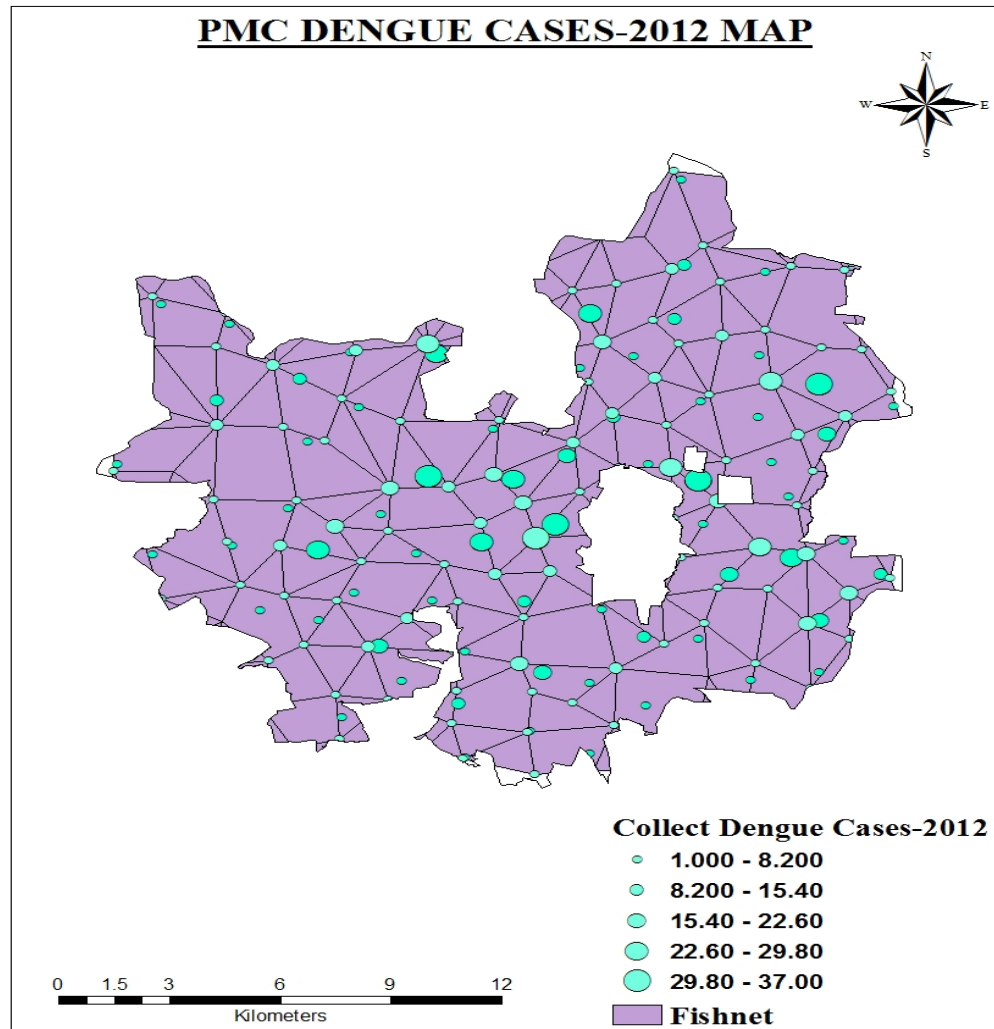 PMC DENGUE CASES-2012 MAP
N
W E
S
Collect Dengue Cases-2012
1.000 - 8.200
8.200 - 15.40
15.40 - 22.60
22.60 - 29.80
29.80 - 37.00
Fishnet
0 1.5 3 6 9 12
Kilometers